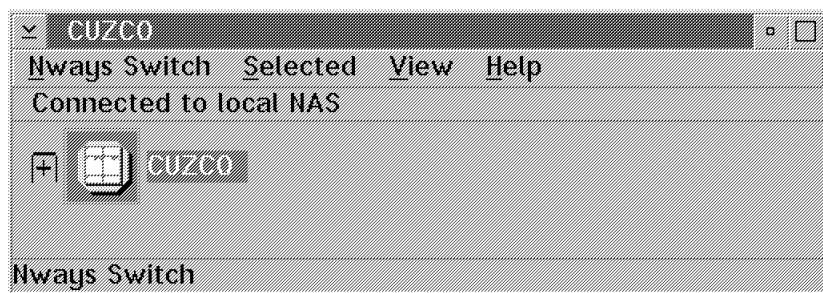 CUZCO
Nways Switch Selected View Help
Connected to local NAS
CUZCO
Nways Switch